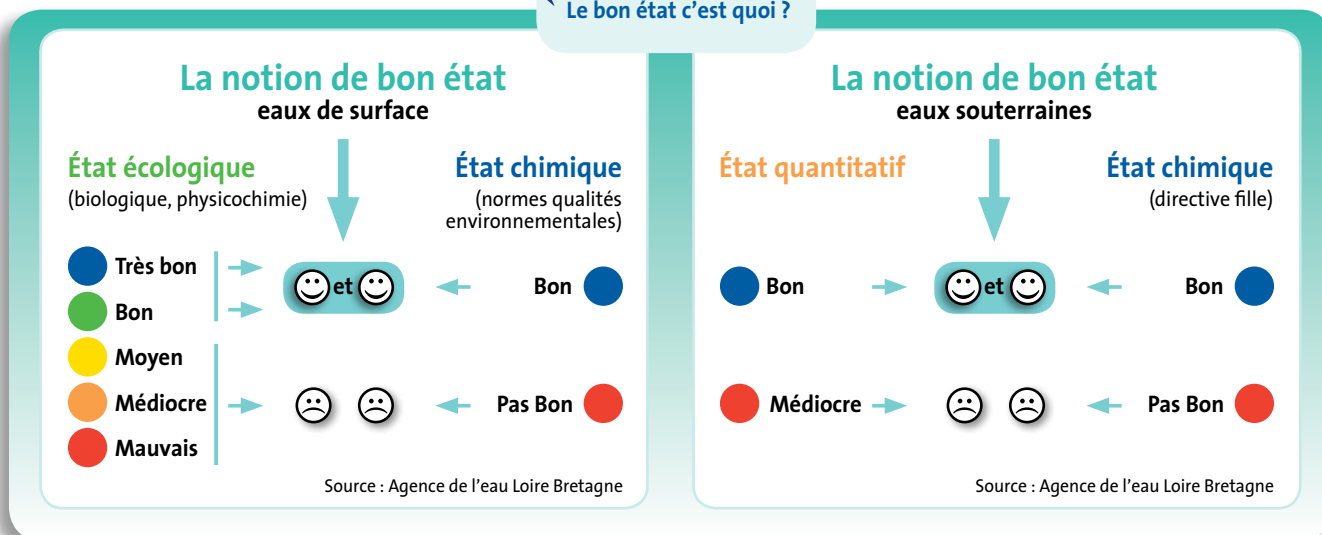 Le bon état c'est quoi ?
La notion de bon état
eaux de surface
État écologique
(biologique, physicochimie)
État chimique
(normes qualités
environnementales)
Très bon
Bon
Moyen
Médiocre
Mauvais
et
Bon
Pas Bon
Source : Agence de l'eau Loire Bretagne
La notion de bon état
eaux souterraines
État quantitatif
État chimique
(directive fille)
Bon
et
Bon
Médiocre
Pas Bon
Source : Agence de l'eau Loire Bretagne